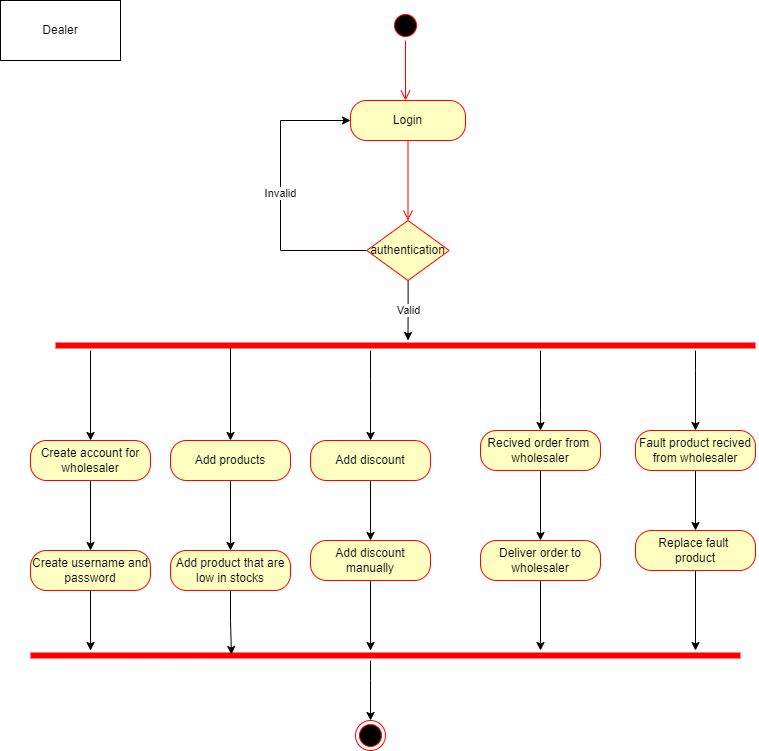 Dealer
Login
Invalid
authentication
Valid
Create account for
wholesaler
Add products
Add discount
Recived order from
wholesaler
Fault product recived
from wholesaler
Create username and
password
Add product that are
low in stocks
Add discount
manually
Deliver order to
wholesaler
Replace fault
product